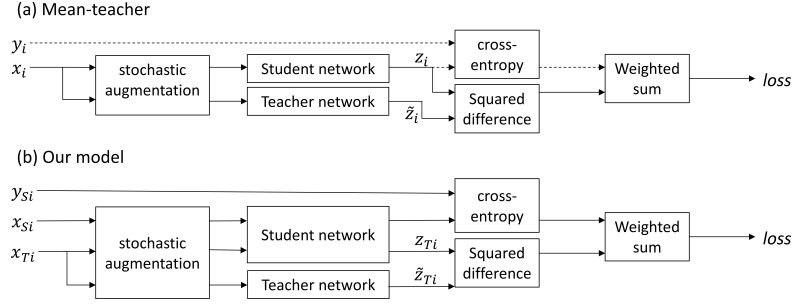 (a) Mean-teacher
y_i
x_i
stochastic
augmentation
Student network
Teacher network
z_i
z̃_i
cross-
entropy
Squared
difference
Weighted
sum
loss
(b) Our model
y_Si
x_Si
x_Ti
stochastic
augmentation
Student network
Teacher network
z_Ti
z̃_Ti
cross-
entropy
Squared
difference
Weighted
sum
loss